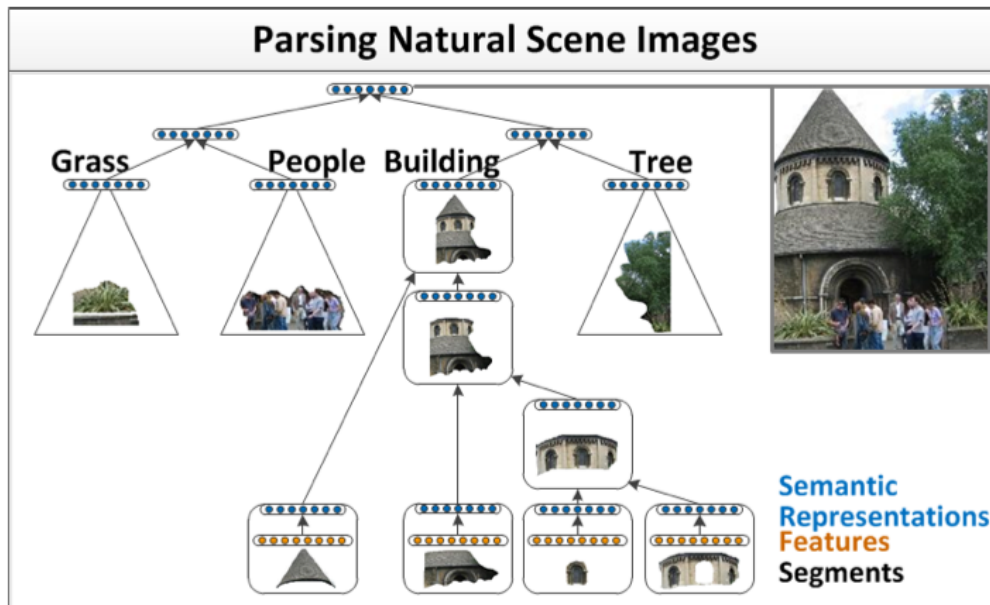 Parsing Natural Scene Images
Grass
People
Building
Tree
Semantic
Representations
Features
Segments